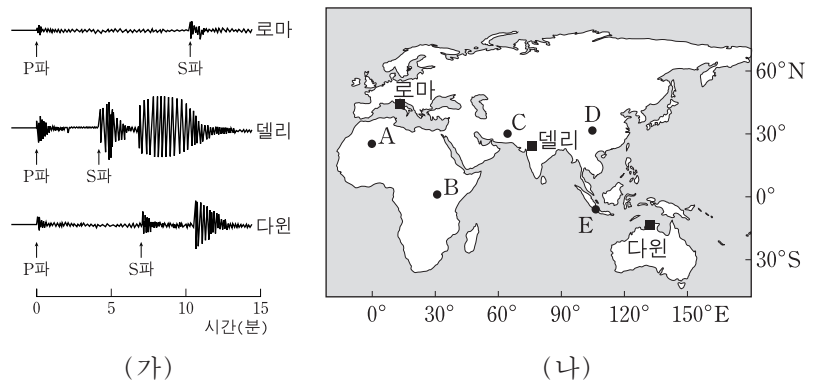 로마
P파
S파
델리
P파
S파
다윈
P파
S파
0
5
10
15
시간(분)
(가)
로마
A
B
C
델리
D
E
다윈
60°N
30°
0°
30°S
0°
30°
60°
90°
120°
150°E
(나)